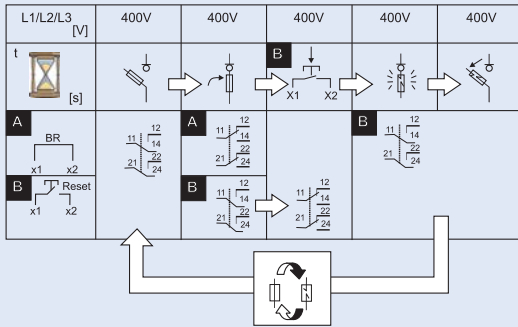 L1/L2/L3 [V] 400V 400V 400V 400V 400V
t [s]
B X1 X2
A BR x1 x2
11 12 14 21 22 24
A 11 12 14 21 22 24
B 11 12 14 21 22 24
B Reset x1 x2
B 11 12 14 21 22 24
11 12 14 21 22 24